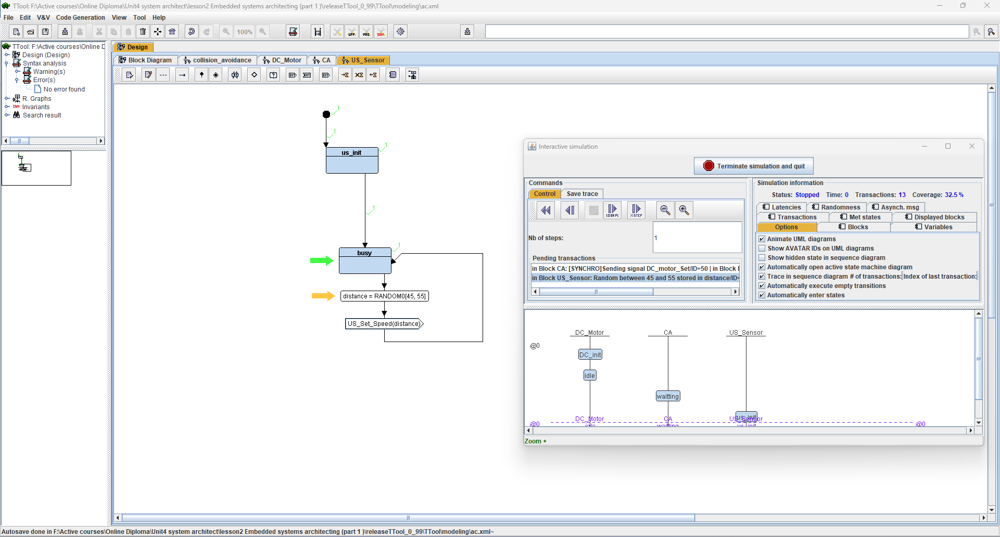 TTool: F:\Active courses\Online Diploma\Unit4 system architect\lesson2 Embedded systems architecting (part 1 )\releaseTTool_0_99\TTool\modeling\ac.xml
File Edit V&V Code Generation View Tool Help
100%
TTool: F:\Active courses\Online D
Design (Design)
Syntax analysis
Warning(s)
Error(s)
No error found
R. Graphs
INV Invariants
Search result
Design
Block Diagram collision_avoidance DC_Motor CA US_Sensor
1
1
us_init
1
1
busy
1
distance = RANDOM0[45, 55]
US_Set_Speed(distance)
Interactive simulation
Terminate simulation and quit
Commands
Control Save trace
TO BR PT X-STEP
Nb of steps:
1
Pending transactions
in Block CA: [SYNCHRO]Sending signal DC_motor_Set/ID=50 | in Block
in Block US_Sensor: Random between 45 and 55 stored in distance/ID=
Simulation information
Status: Stopped Time: 0 Transactions: 13 Coverage: 32.5 %
Latencies Randomness Asynch. msg
Transactions Met states Displayed blocks
Options Blocks Variables
Animate UML diagrams
Show AVATAR IDs on UML diagrams
Show hidden state in sequence diagram
Automatically open active state machine diagram
Trace in sequence diagram # of transactions: Index of last transaction:
Automatically execute empty transitions
Automatically enter states
DC_Motor CA US_Sensor
@0
DC_init
idle
waitting
us_init
DC_Motor CA US_Sensor
@0 @0
idle waitting us_init
Zoom +
Autosave done in F:\Active courses\Online Diploma\Unit4 system architect\lesson2 Embedded systems architecting (part 1 )\releaseTTool_0_99\TTool\modeling\ac.xml~